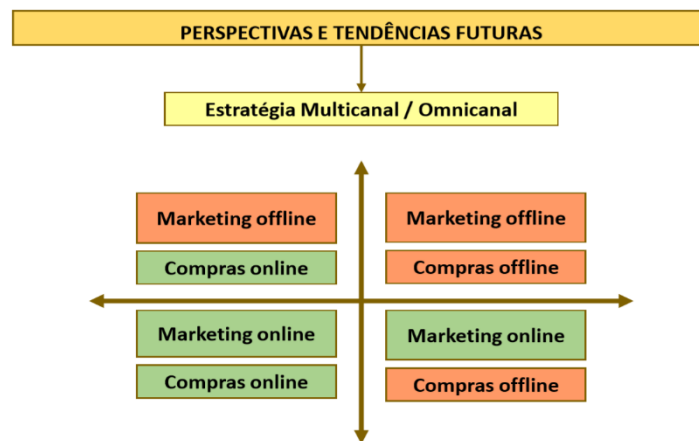 PERSPECTIVAS E TENDÊNCIAS FUTURAS
Estratégia Multicanal / Omnicanal
Marketing offline
Compras online
Marketing offline
Compras offline
Marketing online
Compras online
Marketing online
Compras offline